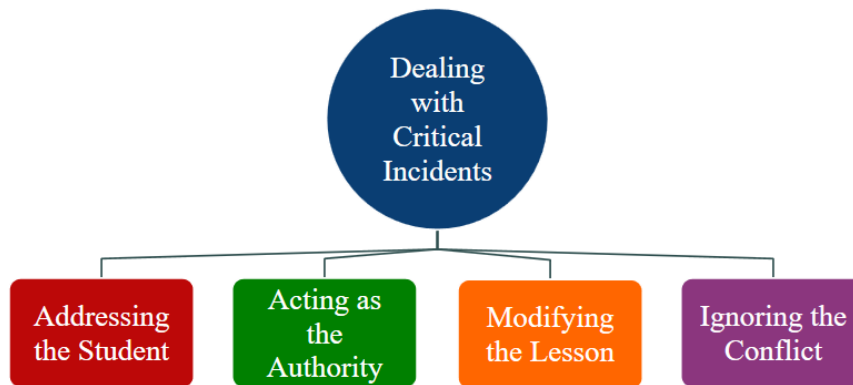 Dealing
with
Critical
Incidents
Addressing
the Student
Acting as
the
Authority
Modifying
the Lesson
Ignoring the
Conflict